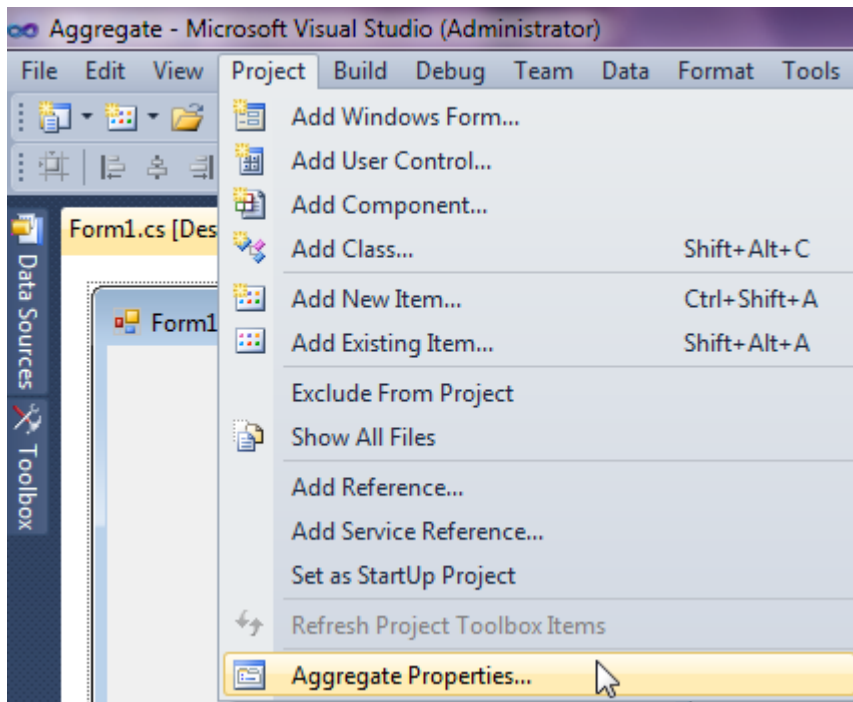 Aggregate - Microsoft Visual Studio (Administrator)
File Edit View Project Build Debug Team Data Format Tools
Add Windows Form...
Add User Control...
Add Component...
Form1.cs [Des
Add Class... Shift+Alt+C
Data Sources
Add New Item... Ctrl+Shift+A
Form1
Add Existing Item... Shift+Alt+A
Exclude From Project
Toolbox
Show All Files
Add Reference...
Add Service Reference...
Set as StartUp Project
Refresh Project Toolbox Items
Aggregate Properties...